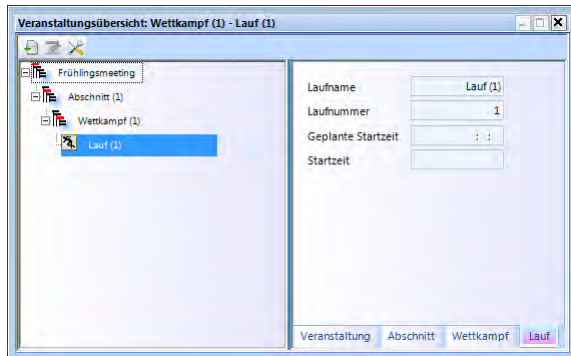 Veranstaltungsübersicht: Wettkampf (1) - Lauf (1)
Frühlingsmeeting
Abschnitt (1)
Wettkampf (1)
Lauf (1)
Laufname Lauf (1)
Laufnummer 1
Geplante Startzeit : :
Startzeit
Veranstaltung Abschnitt Wettkampf Lauf